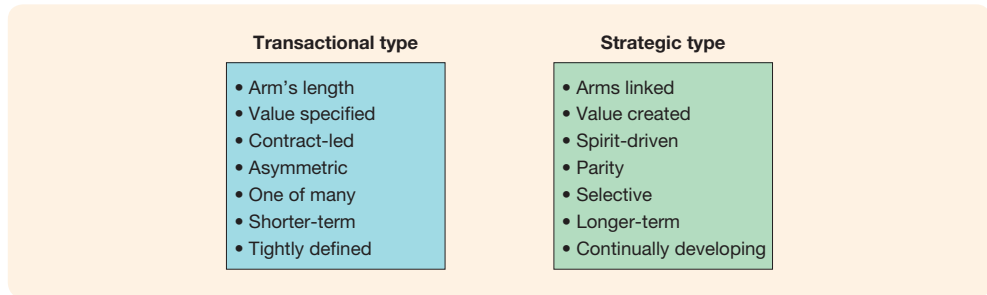 Transactional type
• Arm’s length
• Value specified
• Contract-led
• Asymmetric
• One of many
• Shorter-term
• Tightly defined
Strategic type
• Arms linked
• Value created
• Spirit-driven
• Parity
• Selective
• Longer-term
• Continually developing